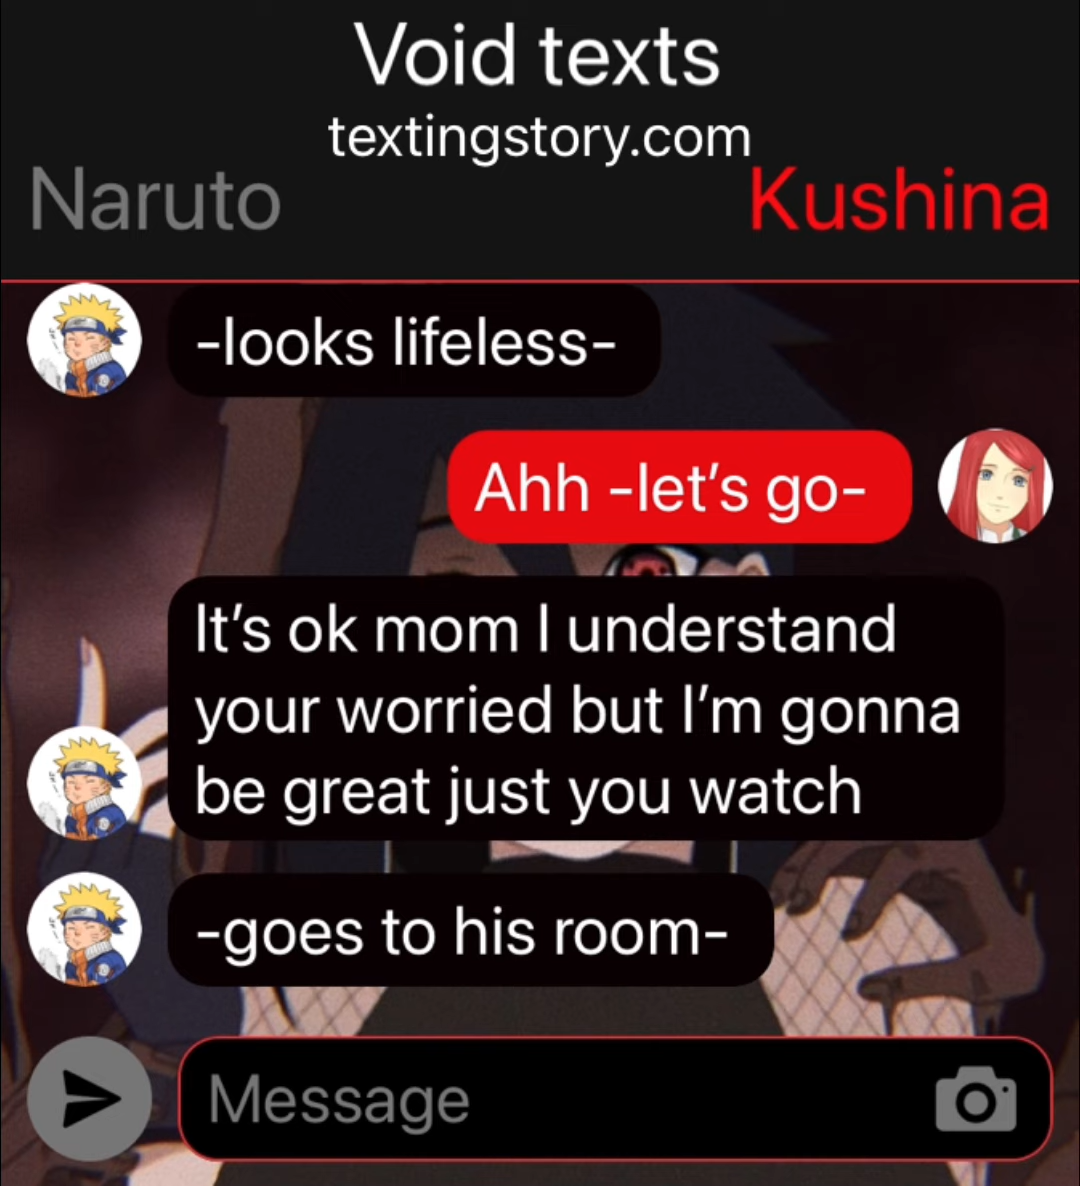 Void texts
textingstory.com
Naruto
Kushina
-looks lifeless-
Ahh -let’s go-
It’s ok mom I understand
your worried but I’m gonna
be great just you watch
-goes to his room-
Message